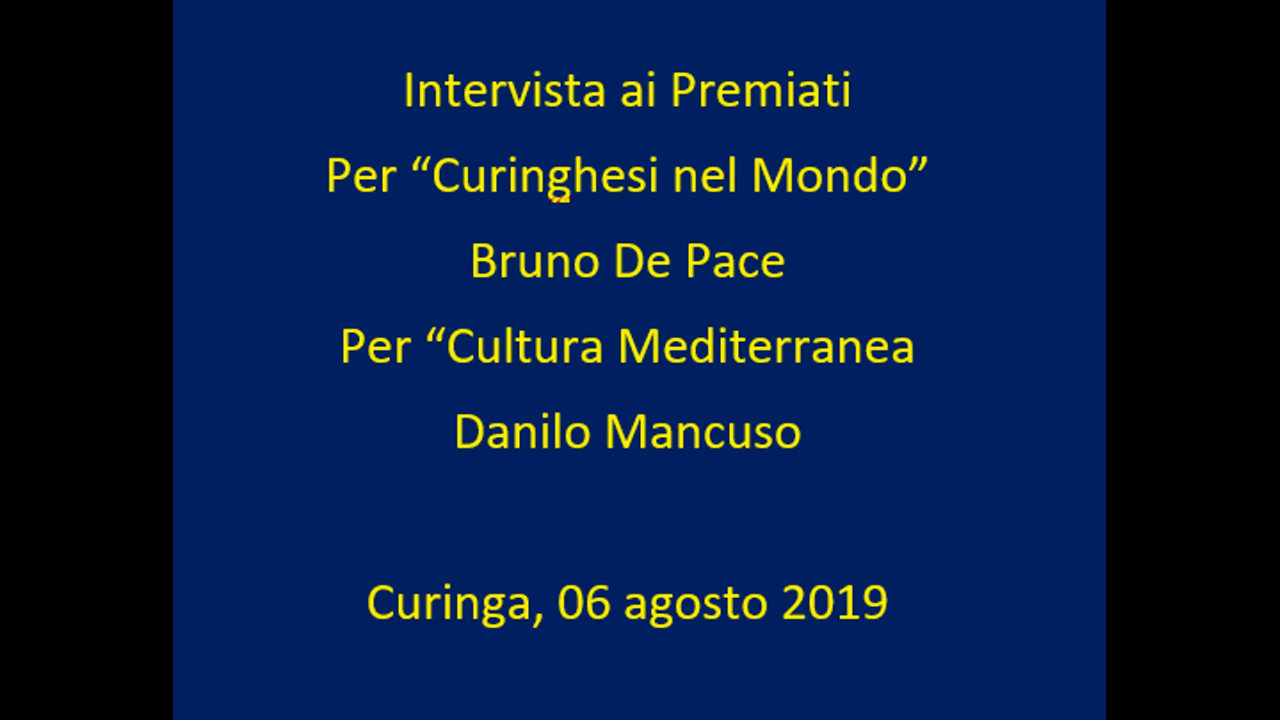 Intervista ai Premiati
Per “Curinghesi nel Mondo”
Bruno De Pace
Per “Cultura Mediterranea
Danilo Mancuso
Curinga, 06 agosto 2019